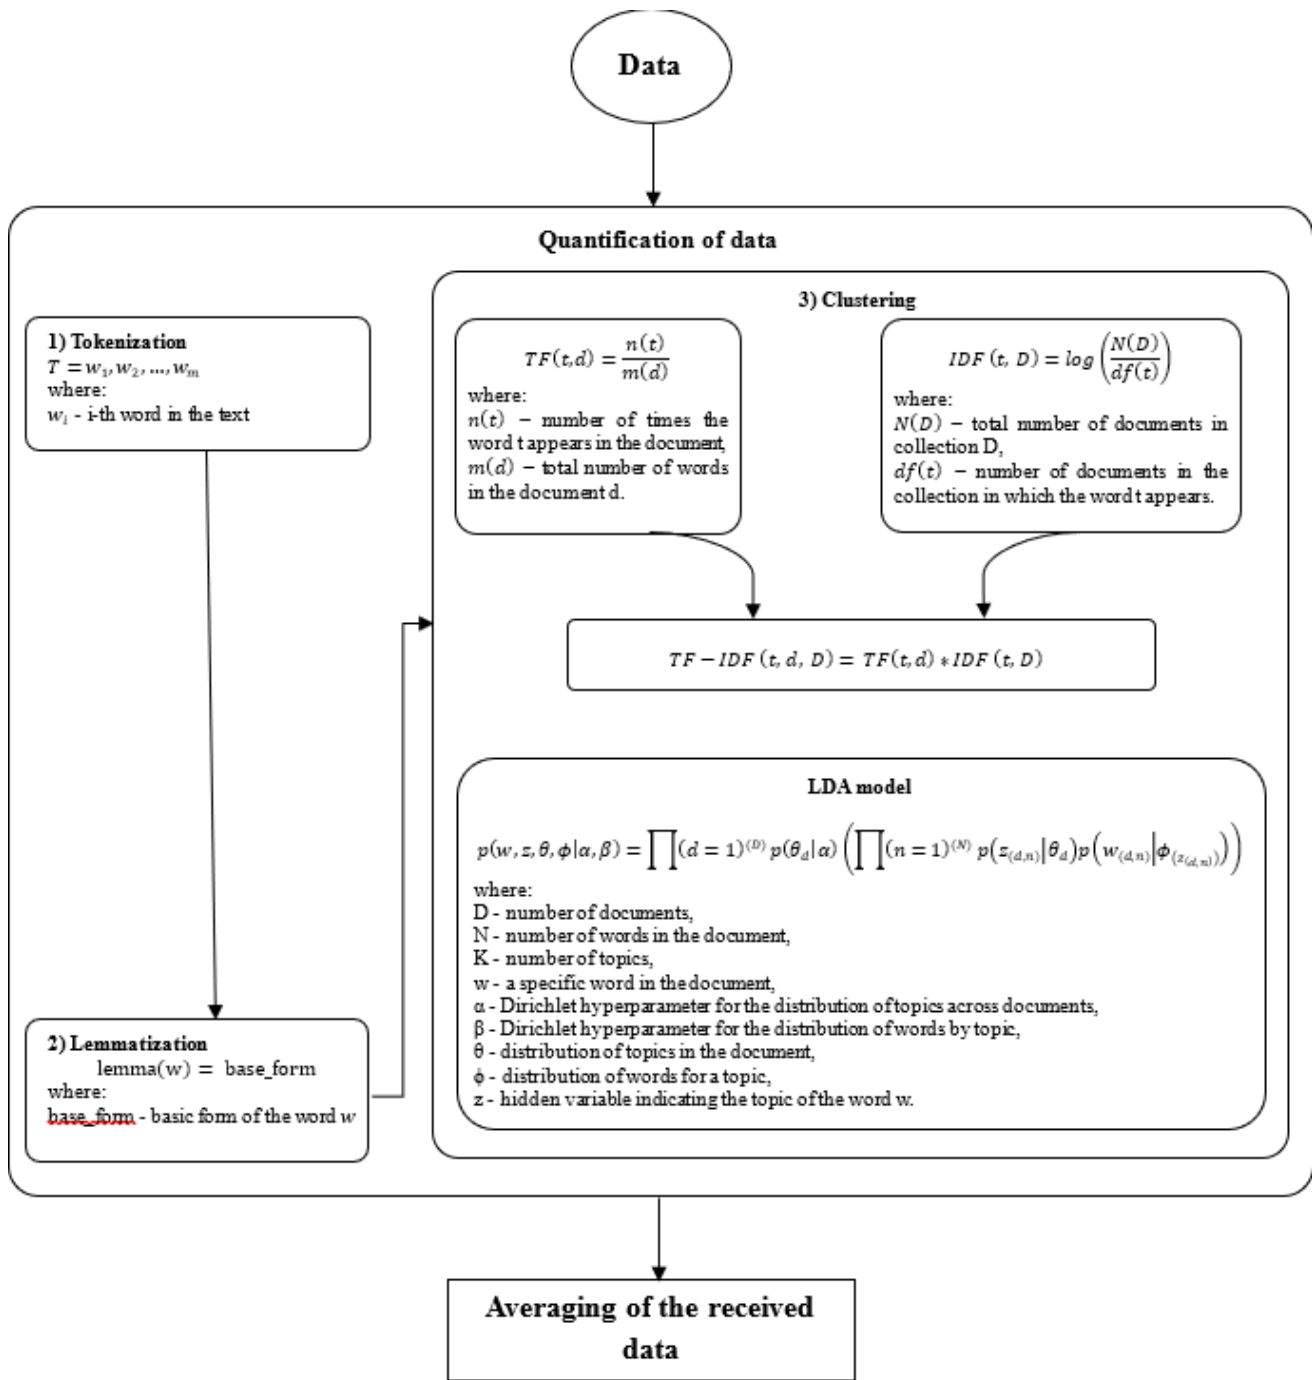 Data
Quantification of data
1) Tokenization
T = w₁, w₂, ..., wₘ
where:
wᵢ - i-th word in the text
2) Lemmatization
lemma(w) = base_form
where:
base_form - basic form of the word w
3) Clustering
TF(t,d) = n(t)/m(d)
where:
n(t) – number of times the
word t appears in the document,
m(d) – total number of words
in the document d.
IDF (t, D) = log (N(D)/df(t))
where:
N(D) – total number of documents in
collection D,
df(t) – number of documents in the
collection in which the word t appears.
TF – IDF (t, d, D) = TF(t,d) * IDF (t, D)
LDA model
p(w, z, θ, ϕ|α, β) = ∏(d = 1)^(D) p(θ_d|α) (∏(n = 1)^(N) p(z_(d,n)|θ_d)p(w_(d,n)|ϕ_(z_(d,n))))
where:
D - number of documents,
N - number of words in the document,
K - number of topics,
w - a specific word in the document,
α - Dirichlet hyperparameter for the distribution of topics across documents,
β - Dirichlet hyperparameter for the distribution of words by topic,
θ - distribution of topics in the document,
ϕ - distribution of words for a topic,
z - hidden variable indicating the topic of the word w.
Averaging of the received
data